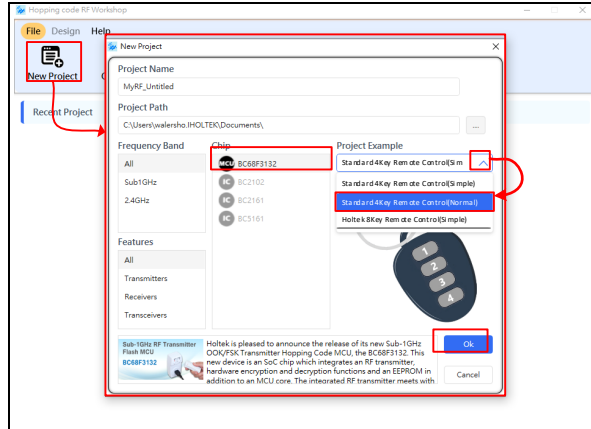 Hopping code RF Workshop
File Design Help
New Project
Recent Project
New Project
Project Name
MyRF_Untitled
Project Path
C:\Users\walersho.IHOLTEK\Documents\
...
Frequency Band
All
Sub1GHz
2.4GHz
Features
All
Transmitters
Receivers
Transceivers
Chip
MCU BC68F3132
IC BC2102
IC BC2161
IC BC5161
Project Example
Standard 4Key Remote Control(Sim
Standard 4Key Remote Control(Simple)
Standard 4Key Remote Control(Normal)
Holtek 8Key Remote Control(Simple)
1
2
3
4
Sub-1GHz RF Transmitter
Flash MCU
BC68F3132
Holtek is pleased to announce the release of its new Sub-1GHz
OOK/FSK Transmitter Hopping Code MCU, the BC68F3132. This
new device is an SoC chip which integrates an RF transmitter,
hardware encryption and decryption functions and an EEPROM in
addition to an MCU core. The integrated RF transmitter meets with
Ok
Cancel